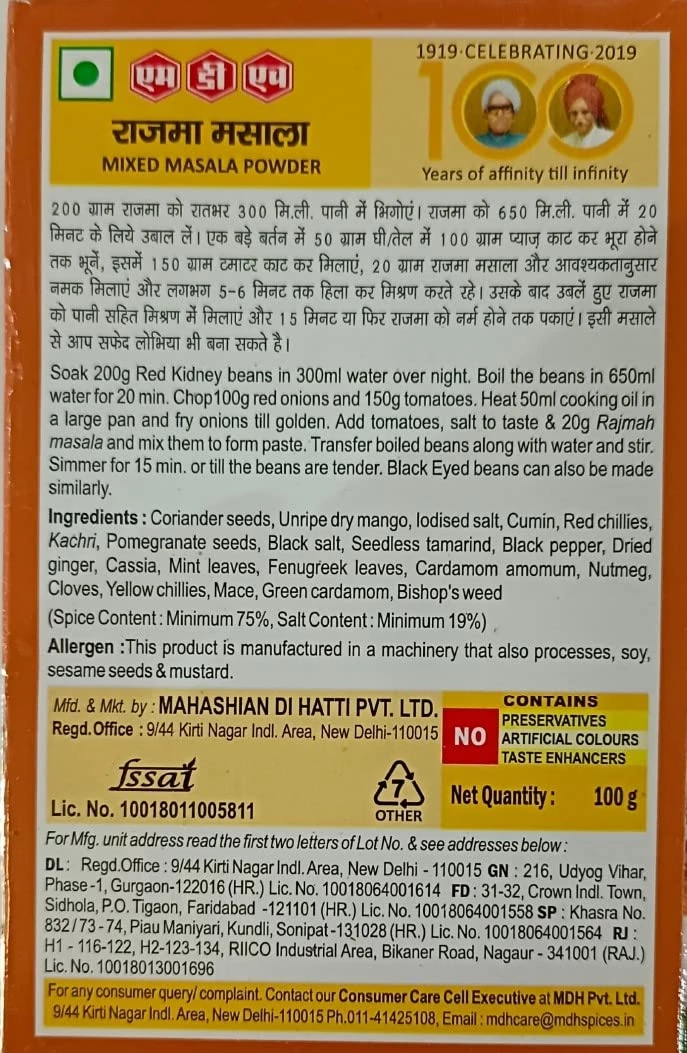 1919·CELEBRATING·2019
एम डी एच
100
राजमा मसाला
MIXED MASALA POWDER
Years of affinity till infinity
200 ग्राम राजमा को रातभर 300 मि.ली. पानी में भिगोएं। राजमा को 650 मि.ली. पानी में 20
मिनट के लिये उबाल लें। एक बड़े बर्तन में 50 ग्राम घी/तेल में 100 ग्राम प्याज़ काट कर भूरा होने
तक भूनें, इसमें 150 ग्राम टमाटर काट कर मिलाएं, 20 ग्राम राजमा मसाला और आवश्यकतानुसार
नमक मिलाएं और लगभग 5-6 मिनट तक हिला कर मिश्रण करते रहे। उसके बाद उबलें हुए राजमा
को पानी सहित मिश्रण में मिलाएं और 15 मिनट या फिर राजमा को नर्म होने तक पकाएं। इसी मसाले
से आप सफेद लोभिया भी बना सकते है।
Soak 200g Red Kidney beans in 300ml water over night. Boil the beans in 650ml
water for 20 min. Chop100g red onions and 150g tomatoes. Heat 50ml cooking oil in
a large pan and fry onions till golden. Add tomatoes, salt to taste & 20g Rajmah
masala and mix them to form paste. Transfer boiled beans along with water and stir.
Simmer for 15 min. or till the beans are tender. Black Eyed beans can also be made
similarly.
Ingredients : Coriander seeds, Unripe dry mango, Iodised salt, Cumin, Red chillies,
Kachri, Pomegranate seeds, Black salt, Seedless tamarind, Black pepper, Dried
ginger, Cassia, Mint leaves, Fenugreek leaves, Cardamom amomum, Nutmeg,
Cloves, Yellow chillies, Mace, Green cardamom, Bishop's weed
(Spice Content : Minimum 75%, Salt Content : Minimum 19%)
Allergen :This product is manufactured in a machinery that also processes, soy,
sesame seeds & mustard.
Mfd. & Mkt. by : MAHASHIAN DI HATTI PVT. LTD.
Regd. Office : 9/44 Kirti Nagar Indl. Area, New Delhi-110015
CONTAINS
NO
PRESERVATIVES
ARTIFICIAL COLOURS
TASTE ENHANCERS
fssai
Lic. No. 10018011005811
7
OTHER
Net Quantity : 100 g
For Mfg. unit address read the first two letters of Lot No. & see addresses below :
DL : Regd.Office : 9/44 Kirti Nagar Indl. Area, New Delhi - 110015 GN : 216, Udyog Vihar,
Phase -1, Gurgaon-122016 (HR.) Lic. No. 10018064001614 FD : 31-32, Crown Indl. Town,
Sidhola, P.O. Tigaon, Faridabad -121101 (HR.) Lic. No. 10018064001558 SP : Khasra No.
832/73-74, Piau Maniyari, Kundli, Sonipat-131028 (HR.) Lic. No. 10018064001564 RJ :
H1 - 116-122, H2-123-134, RIICO Industrial Area, Bikaner Road, Nagaur - 341001 (RAJ.)
Lic. No. 10018013001696
For any consumer query/ complaint. Contact our Consumer Care Cell Executive at MDH Pvt. Ltd.
9/44 Kirti Nagar Indl. Area, New Delhi-110015 Ph.011-41425108, Email : mdhcare@mdhspices.in